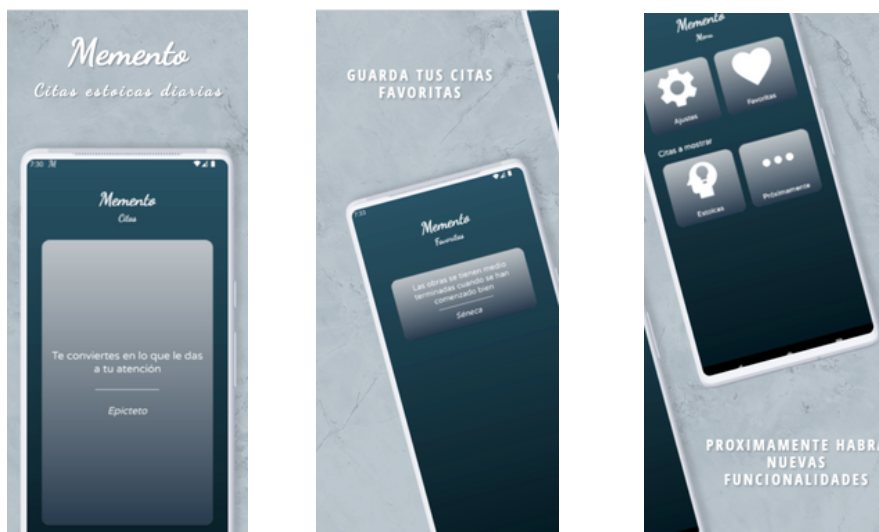 Memento
Citas estoicas diarias
7:30 M
Memento
Citas
Te conviertes en lo que le das
a tu atención
Epicteto
GUARDA TUS CITAS
FAVORITAS
7:33
Memento
Favoritas
Las obras se tienen medio
terminadas cuando se han
comenzado bien
Séneca
Memento
Menu
Ajustes
Favoritas
Citas a mostrar
Estoicas
Próximamente
PROXIMAMENTE HABRA
NUEVAS
FUNCIONALIDADES